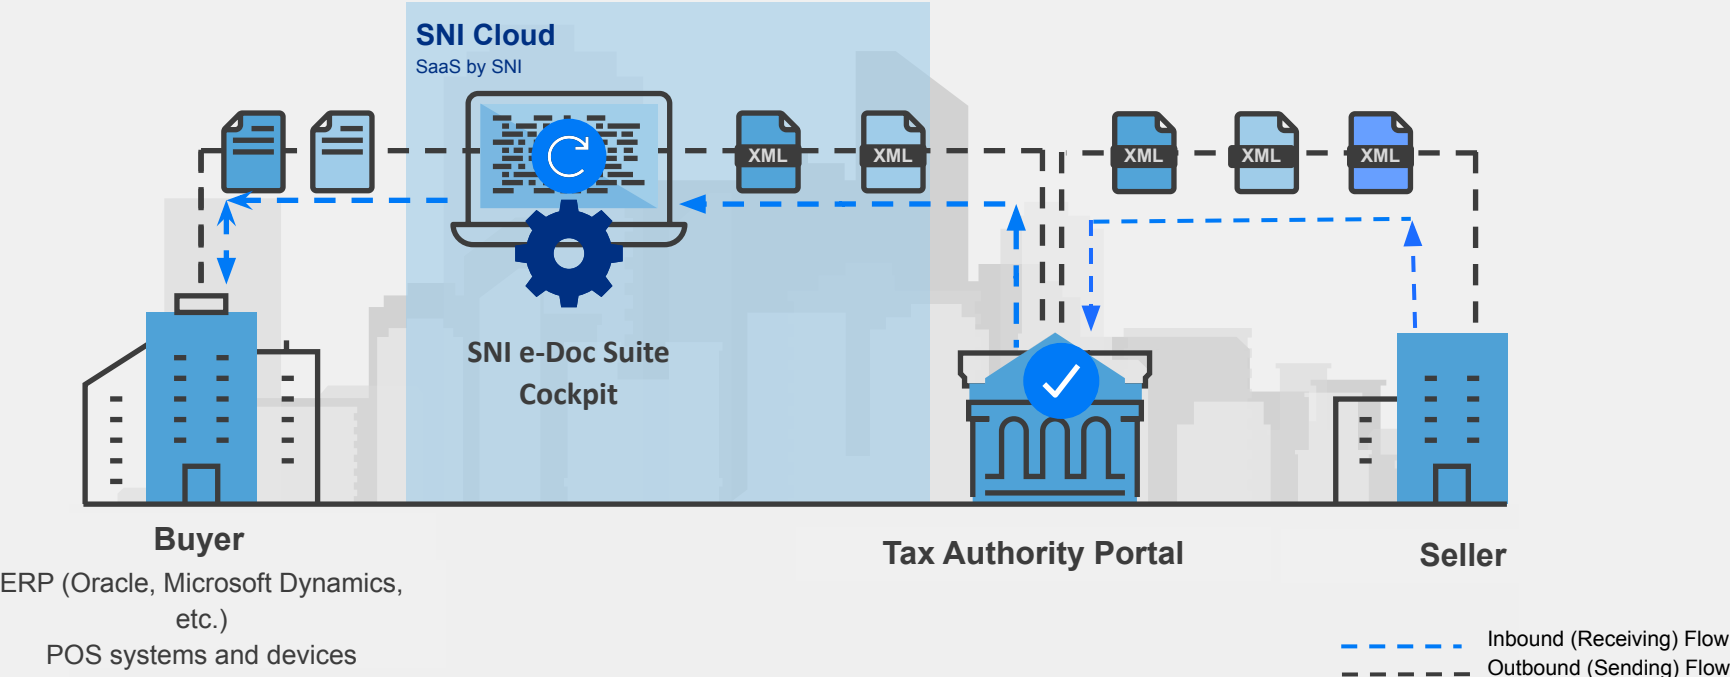 SNI Cloud
SaaS by SNI
XML
XML
XML
XML
XML
SNI e-Doc Suite
Cockpit
Buyer
ERP (Oracle, Microsoft Dynamics,
etc.)
POS systems and devices
Tax Authority Portal
Seller
Inbound (Receiving) Flow
Outbound (Sending) Flow